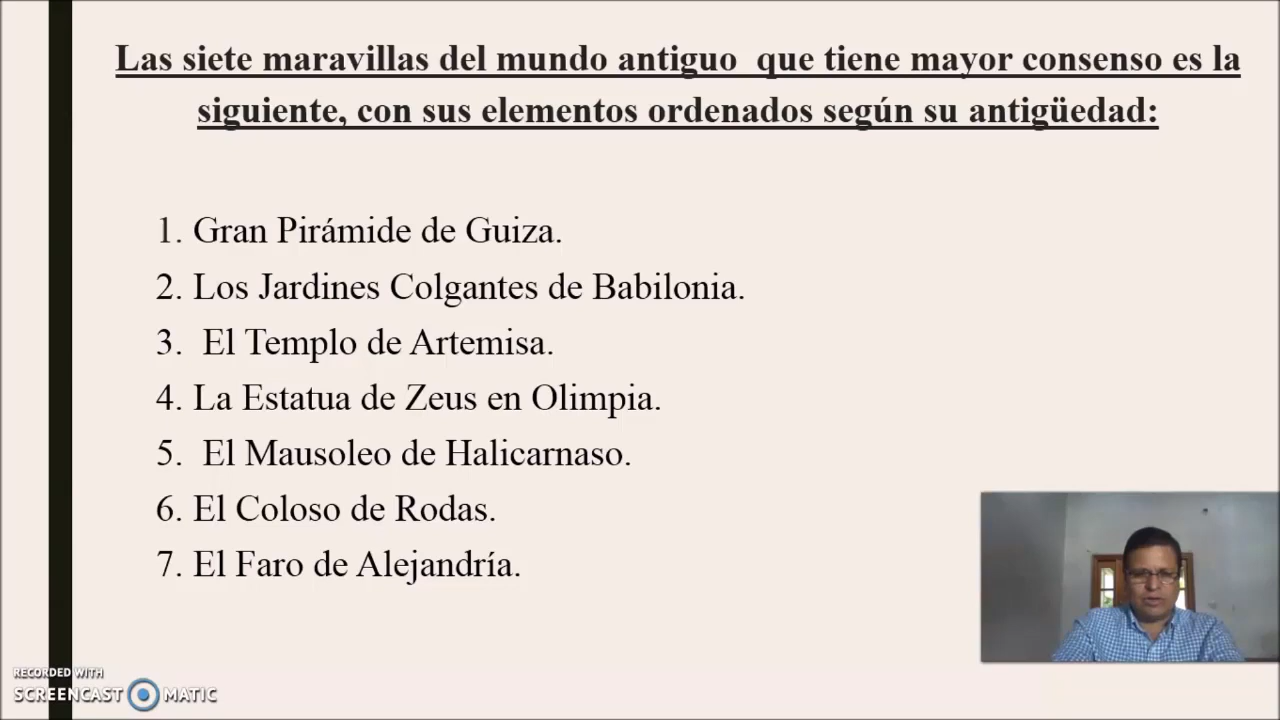 Las siete maravillas del mundo antiguo  que tiene mayor consenso es la
siguiente, con sus elementos ordenados según su antigüedad:
1. Gran Pirámide de Guiza.
2. Los Jardines Colgantes de Babilonia.
3.  El Templo de Artemisa.
4. La Estatua de Zeus en Olimpia.
5.  El Mausoleo de Halicarnaso.
6. El Coloso de Rodas.
7. El Faro de Alejandría.
RECORDED WITH
SCREENCAST MATIC